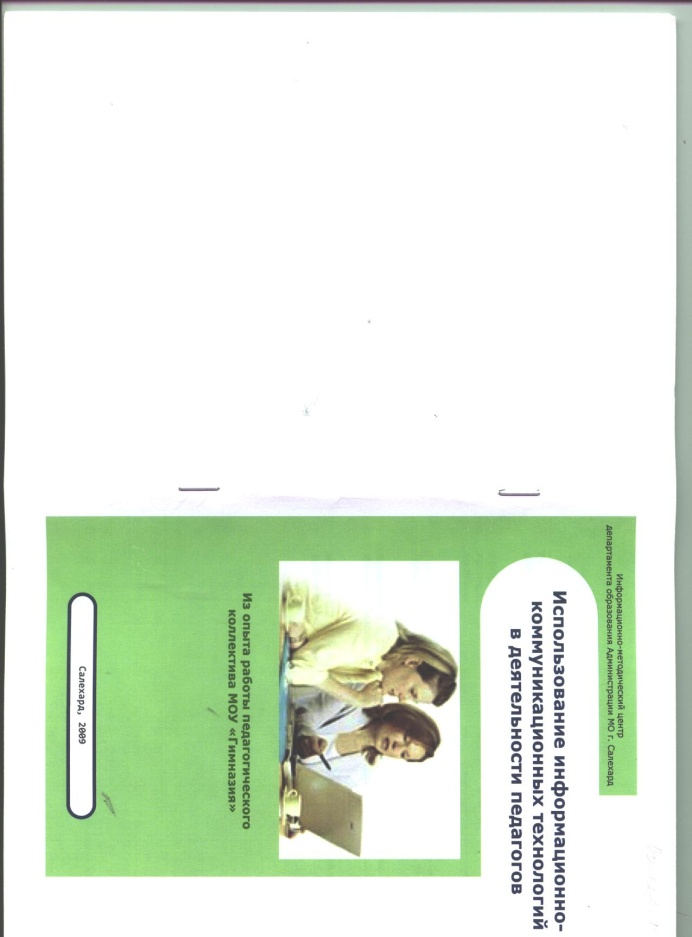 Информационно-методический центр
департамента образования Администрации МО г. Салехард
Использование информационно-
коммуникационных технологий
в деятельности педагогов
Из опыта работы педагогического
коллектива МОУ «Гимназия»
Салехард, 2009